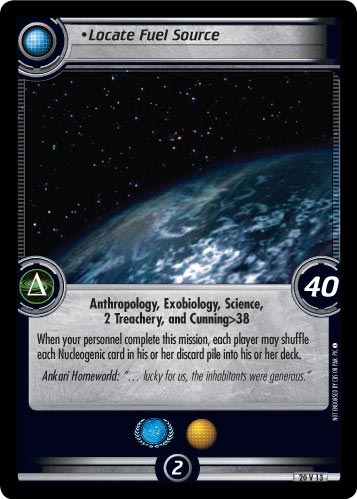 •Locate Fuel Source
Δ
40
Anthropology, Exobiology, Science,
2 Treachery, and Cunning>38
When your personnel complete this mission, each player may shuffle
each Nucleogenic card in his or her discard pile into his or her deck.
Ankari Homeworld: “… lucky for us, the inhabitants were generous.”
2
20 V 13